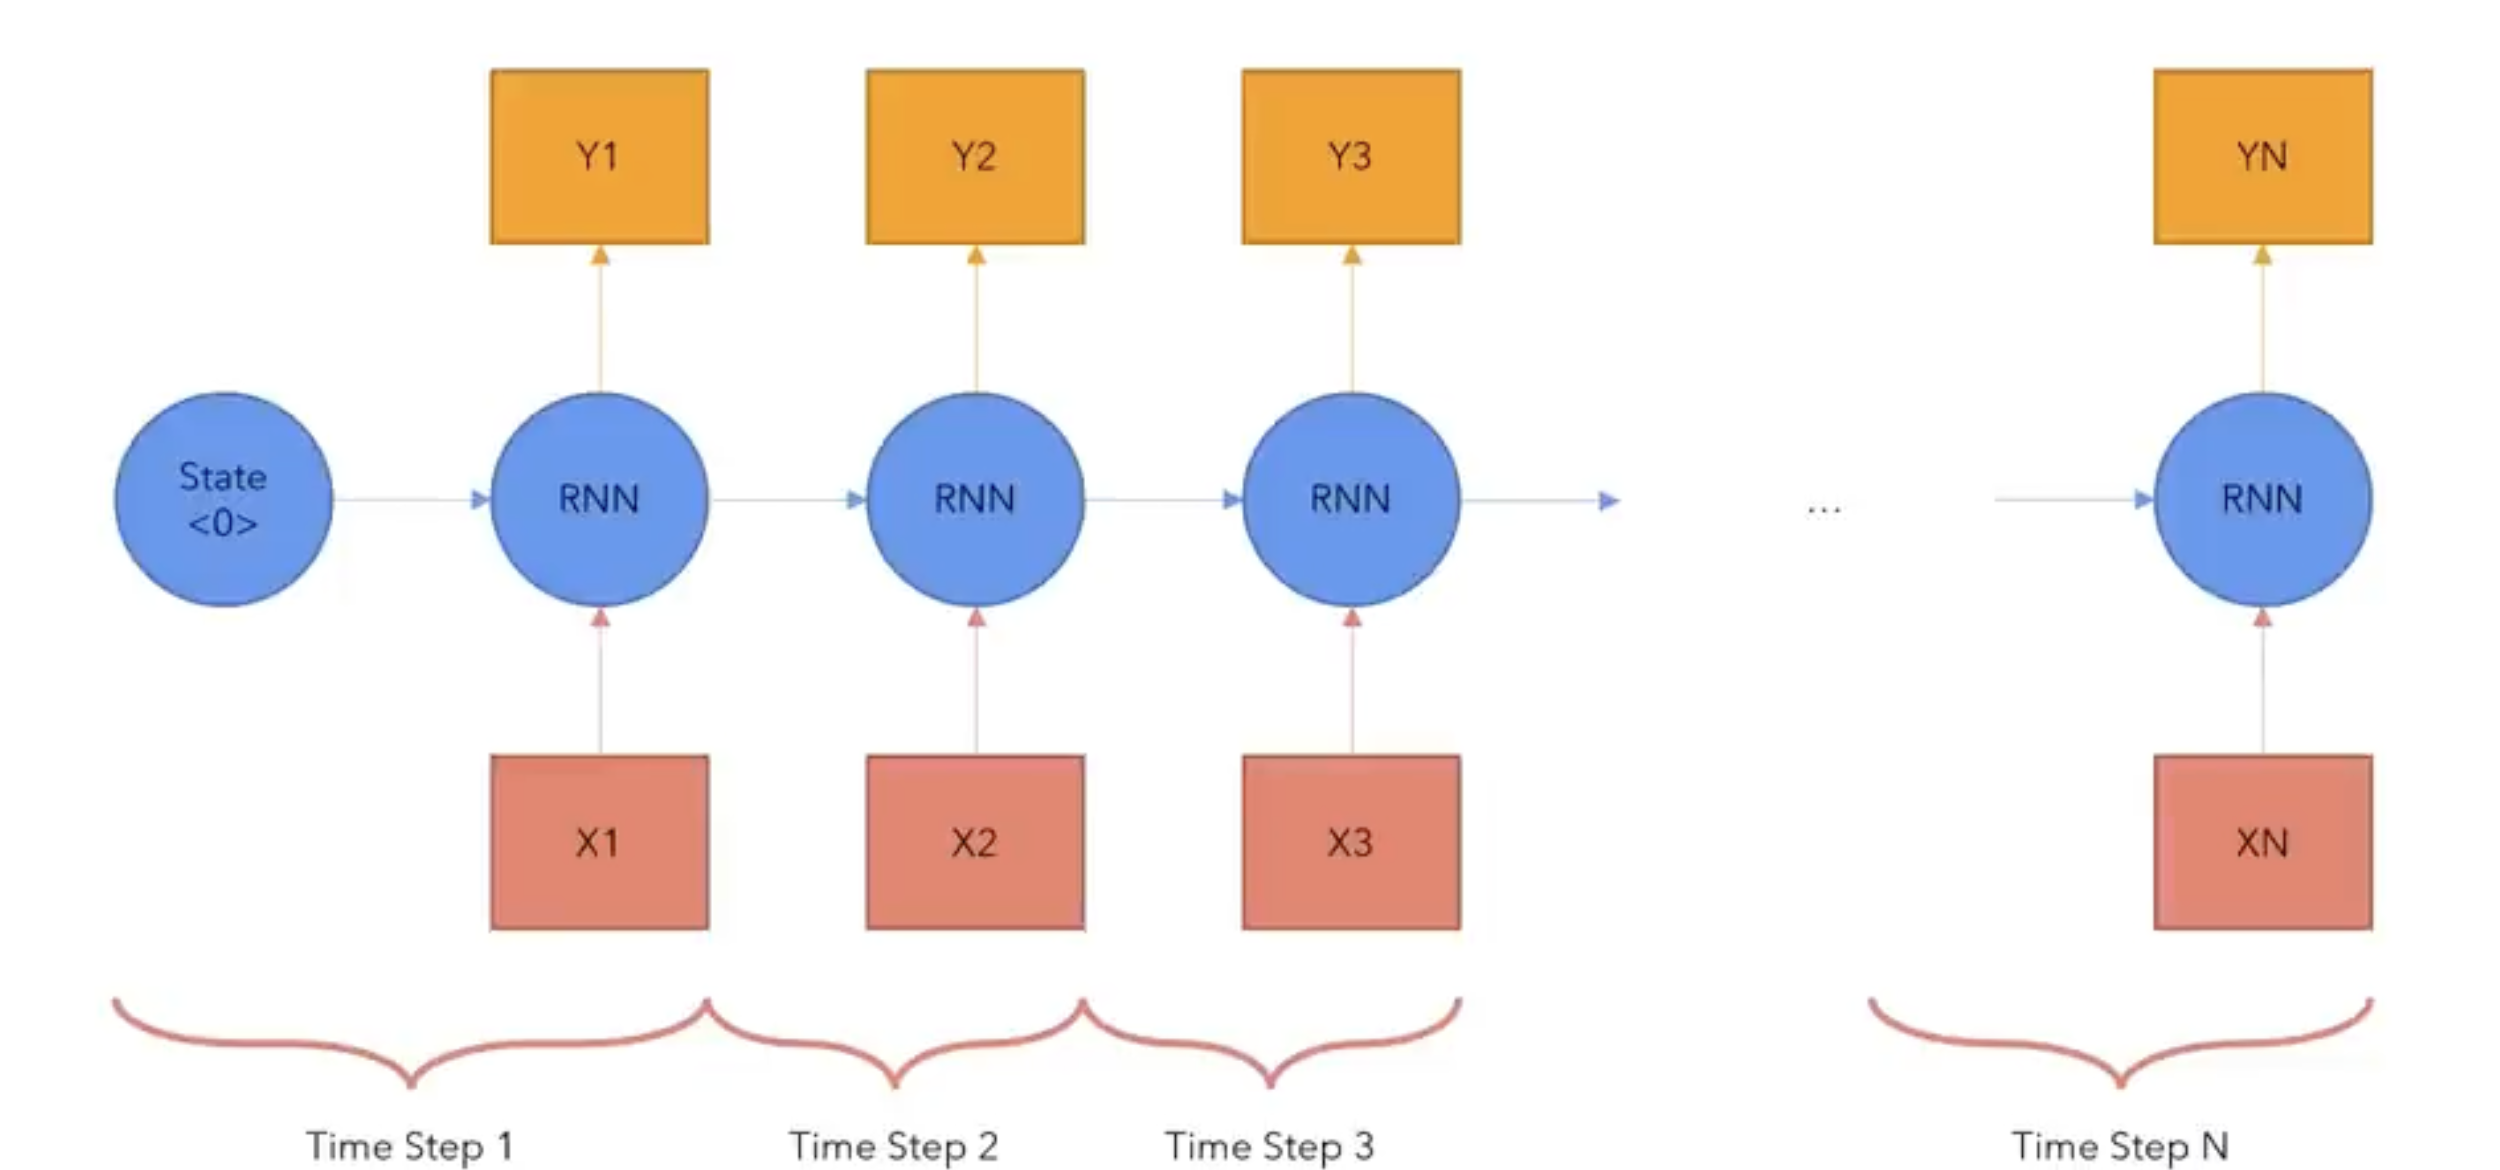 Y1
Y2
Y3
YN
State
<0>
RNN
RNN
RNN
...
RNN
X1
X2
X3
XN
Time Step 1
Time Step 2
Time Step 3
Time Step N